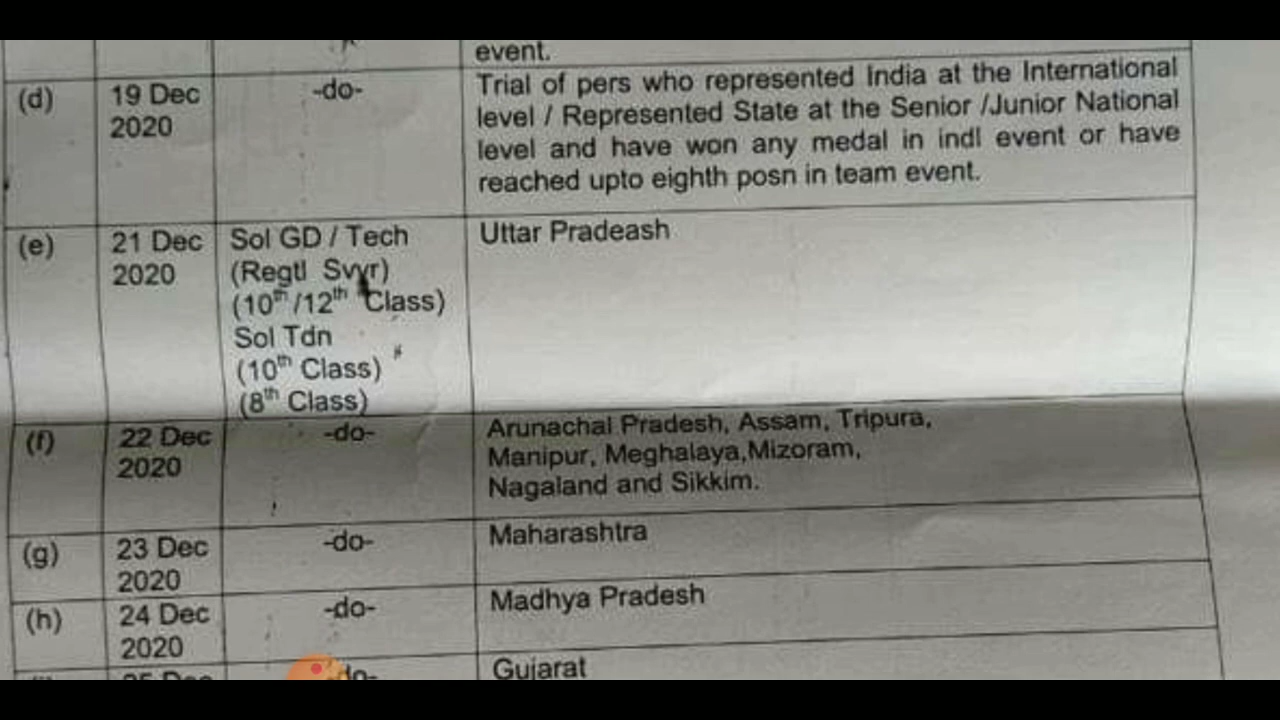 event.
(d) 19 Dec 2020 -do- Trial of pers who represented India at the International
level / Represented State at the Senior /Junior National
level and have won any medal in indl event or have
reached upto eighth posn in team event.
(e) 21 Dec 2020 Sol GD / Tech Uttar Pradeash
(Regtl Svyr)
(10th/12th Class)
Sol Tdn
(10th Class)
(8th Class)
(f) 22 Dec 2020 -do- Arunachal Pradesh, Assam, Tripura,
Manipur, Meghalaya,Mizoram,
Nagaland and Sikkim.
(g) 23 Dec 2020 -do- Maharashtra
(h) 24 Dec 2020 -do- Madhya Pradesh
25 Dec Gujarat